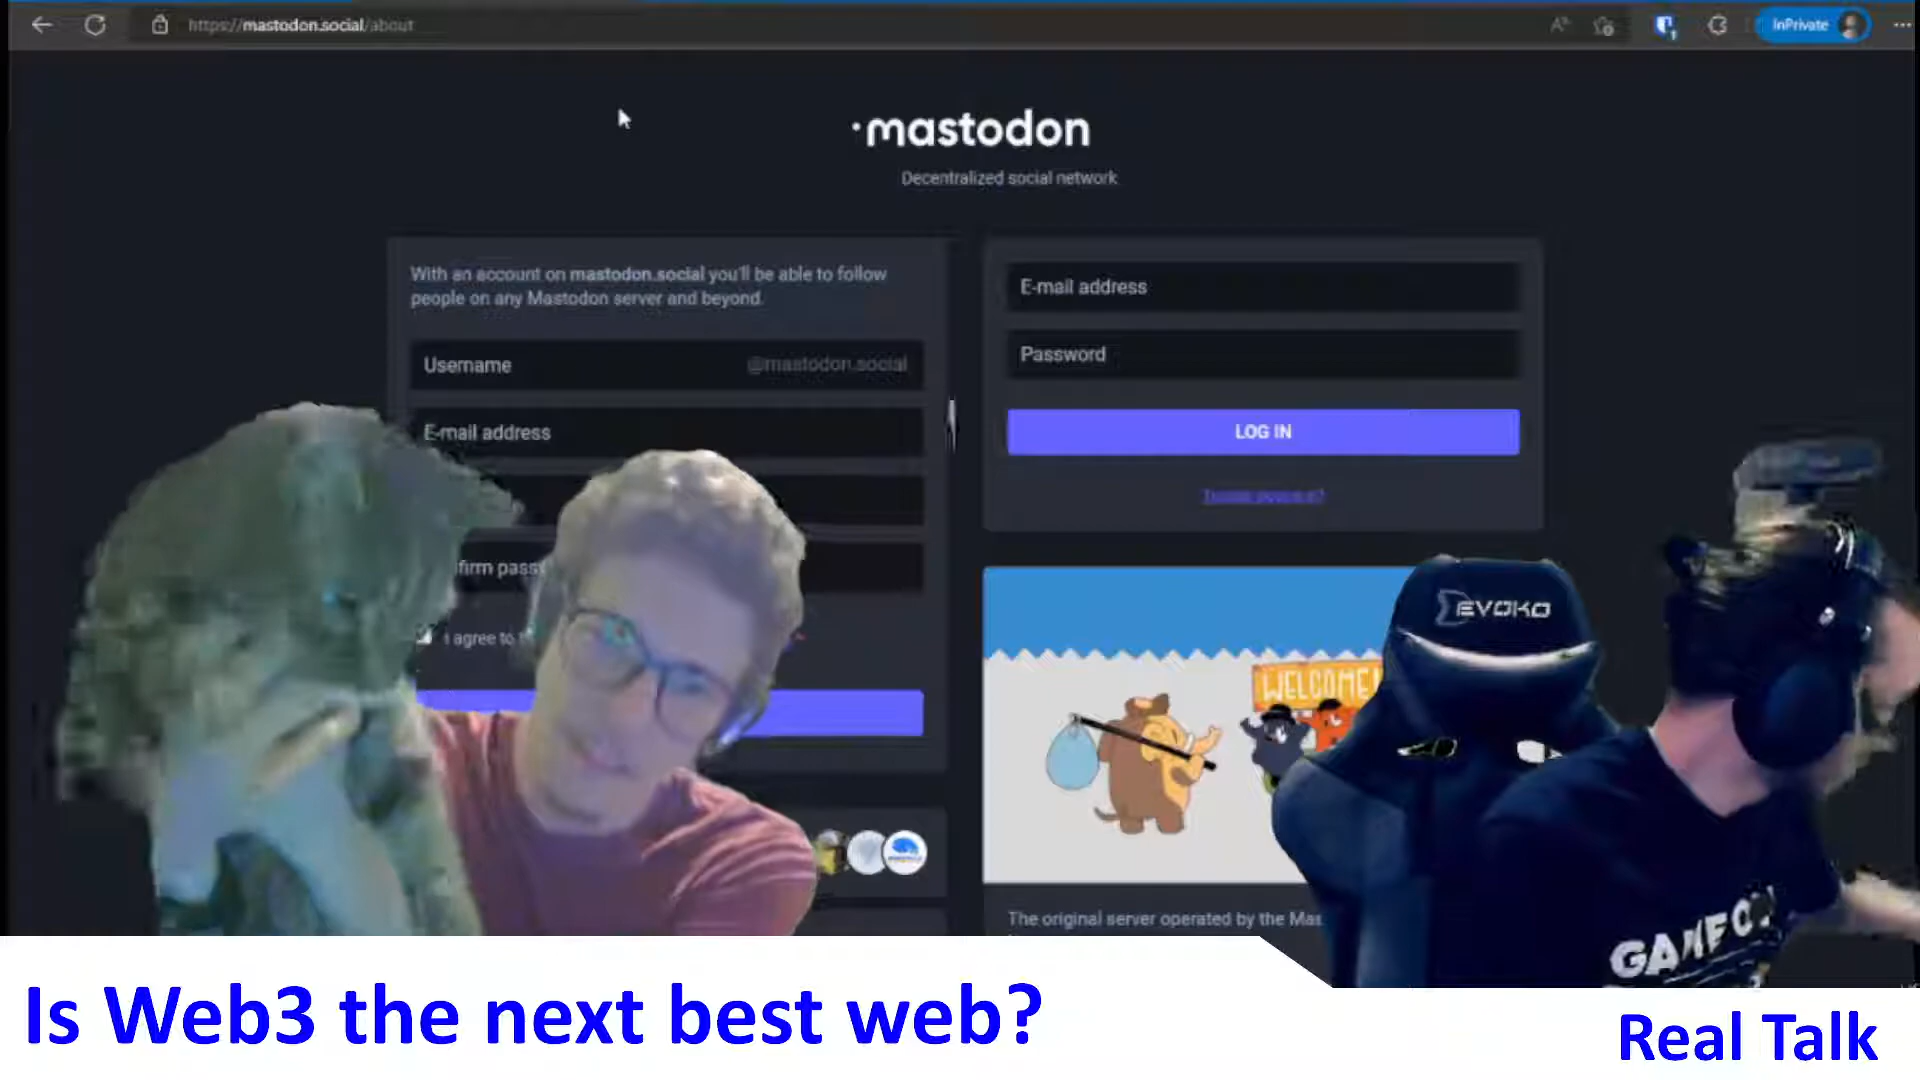 https://mastodon.social/about
InPrivate
mastodon
Decentralized social network
With an account on mastodon.social you'll be able to follow
people on any Mastodon server and beyond.
Username
@mastodon.social
E-mail address
firm pass
I agree to t
E-mail address
Password
LOG IN
WELCOME!
The original server operated by the Mas
EVOKO
GAME O
Is Web3 the next best web?
Real Talk